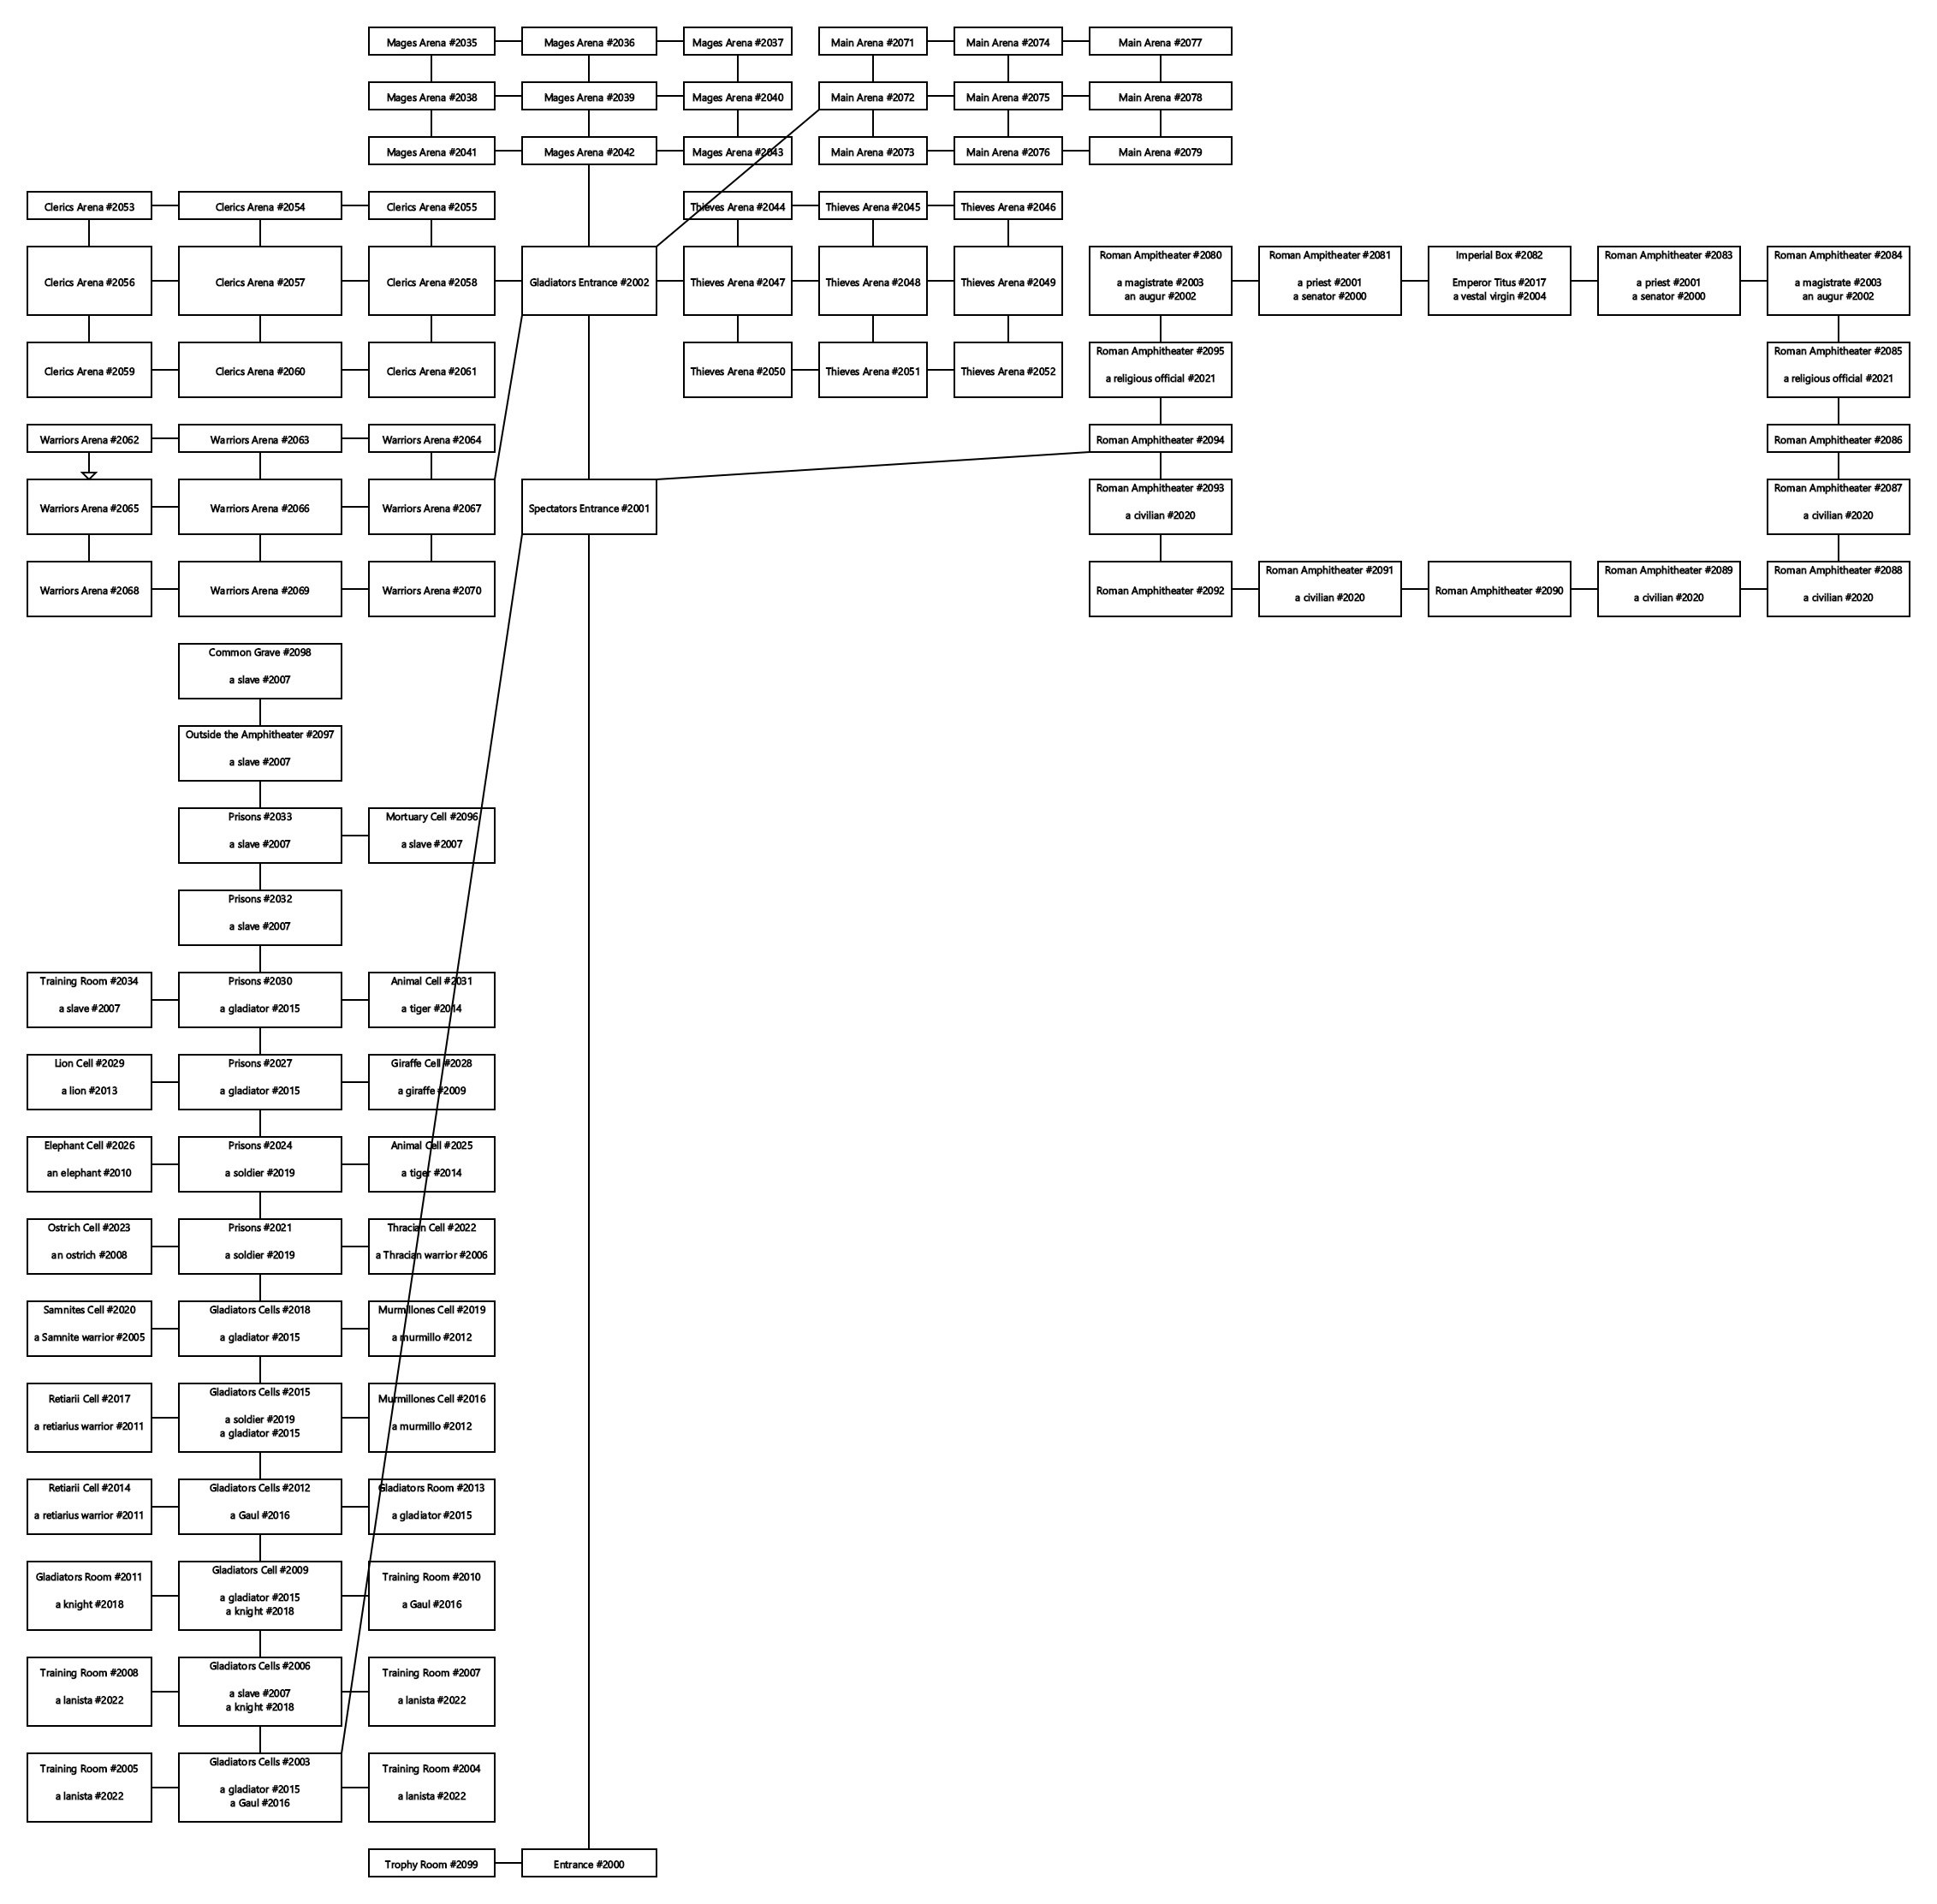 Mages Arena #2035
Mages Arena #2036
Mages Arena #2037
Main Arena #2071
Main Arena #2074
Main Arena #2077
Mages Arena #2038
Mages Arena #2039
Mages Arena #2040
Main Arena #2072
Main Arena #2075
Main Arena #2078
Mages Arena #2041
Mages Arena #2042
Mages Arena #2043
Main Arena #2073
Main Arena #2076
Main Arena #2079
Clerics Arena #2053
Clerics Arena #2054
Clerics Arena #2055
Thieves Arena #2044
Thieves Arena #2045
Thieves Arena #2046
Clerics Arena #2056
Clerics Arena #2057
Clerics Arena #2058
Gladiators Entrance #2002
Thieves Arena #2047
Thieves Arena #2048
Thieves Arena #2049
Roman Ampitheater #2080
a magistrate #2003
an augur #2002
Roman Ampitheater #2081
a priest #2001
a senator #2000
Imperial Box #2082
Emperor Titus #2017
a vestal virgin #2004
Roman Amphitheater #2083
a priest #2001
a senator #2000
Roman Amphitheater #2084
a magistrate #2003
an augur #2002
Clerics Arena #2059
Clerics Arena #2060
Clerics Arena #2061
Thieves Arena #2050
Thieves Arena #2051
Thieves Arena #2052
Roman Amphitheater #2095
a religious official #2021
Roman Amphitheater #2085
a religious official #2021
Warriors Arena #2062
Warriors Arena #2063
Warriors Arena #2064
Roman Amphitheater #2094
Roman Amphitheater #2086
Warriors Arena #2065
Warriors Arena #2066
Warriors Arena #2067
Spectators Entrance #2001
Roman Amphitheater #2093
a civilian #2020
Roman Amphitheater #2087
a civilian #2020
Warriors Arena #2068
Warriors Arena #2069
Warriors Arena #2070
Roman Amphitheater #2092
Roman Amphitheater #2091
a civilian #2020
Roman Amphitheater #2090
Roman Amphitheater #2089
a civilian #2020
Roman Amphitheater #2088
a civilian #2020
Common Grave #2098
a slave #2007
Outside the Amphitheater #2097
a slave #2007
Prisons #2033
a slave #2007
Mortuary Cell #2096
a slave #2007
Prisons #2032
a slave #2007
Training Room #2034
a slave #2007
Prisons #2030
a gladiator #2015
Animal Cell #2031
a tiger #2014
Lion Cell #2029
a lion #2013
Prisons #2027
a gladiator #2015
Giraffe Cell #2028
a giraffe #2009
Elephant Cell #2026
an elephant #2010
Prisons #2024
a soldier #2019
Animal Cell #2025
a tiger #2014
Ostrich Cell #2023
an ostrich #2008
Prisons #2021
a soldier #2019
Thracian Cell #2022
a Thracian warrior #2006
Samnites Cell #2020
a Samnite warrior #2005
Gladiators Cells #2018
a gladiator #2015
Murmillones Cell #2019
a murmillo #2012
Retiarii Cell #2017
a retiarius warrior #2011
Gladiators Cells #2015
a soldier #2019
a gladiator #2015
Murmillones Cell #2016
a murmillo #2012
Retiarii Cell #2014
a retiarius warrior #2011
Gladiators Cells #2012
a Gaul #2016
Gladiators Room #2013
a gladiator #2015
Gladiators Room #2011
a knight #2018
Gladiators Cell #2009
a gladiator #2015
a knight #2018
Training Room #2010
a Gaul #2016
Training Room #2008
a lanista #2022
Gladiators Cells #2006
a slave #2007
a knight #2018
Training Room #2007
a lanista #2022
Training Room #2005
a lanista #2022
Gladiators Cells #2003
a gladiator #2015
a Gaul #2016
Training Room #2004
a lanista #2022
Trophy Room #2099
Entrance #2000